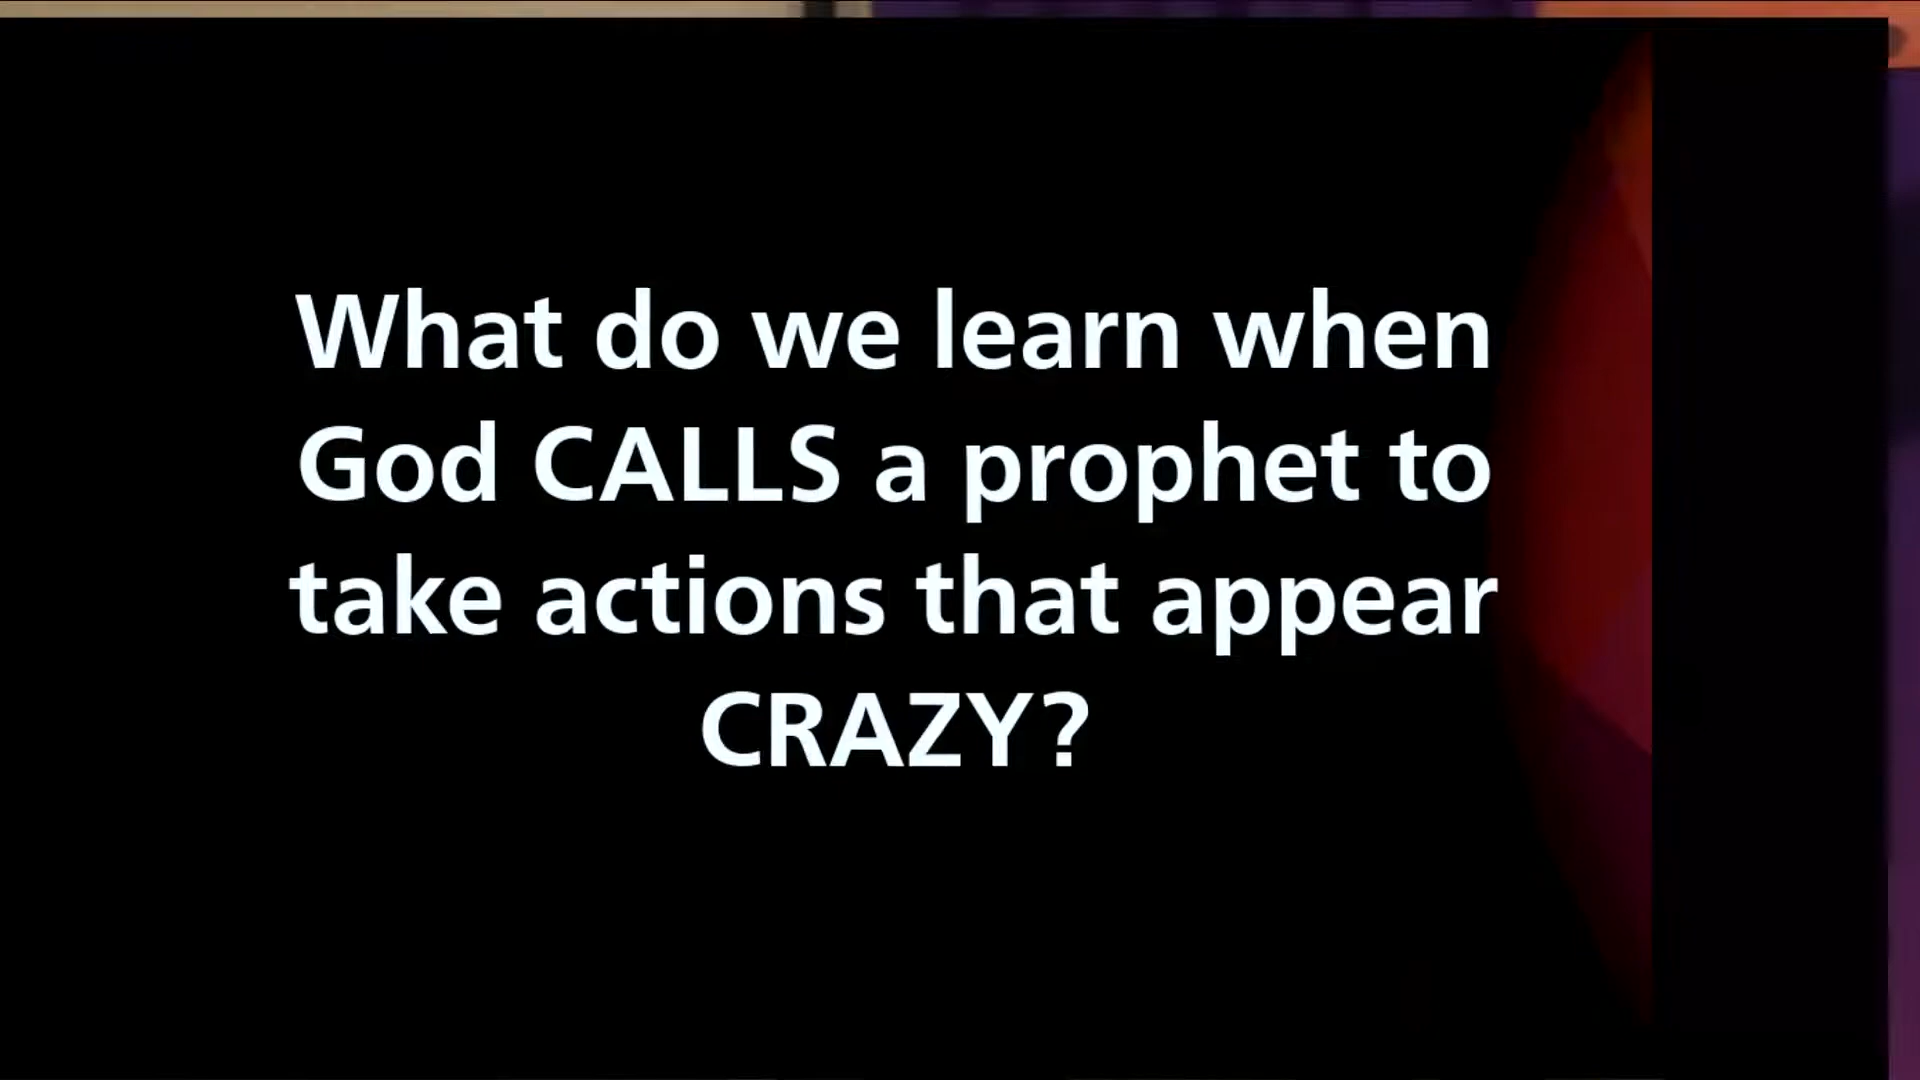 What do we learn when
God CALLS a prophet to
take actions that appear
CRAZY?